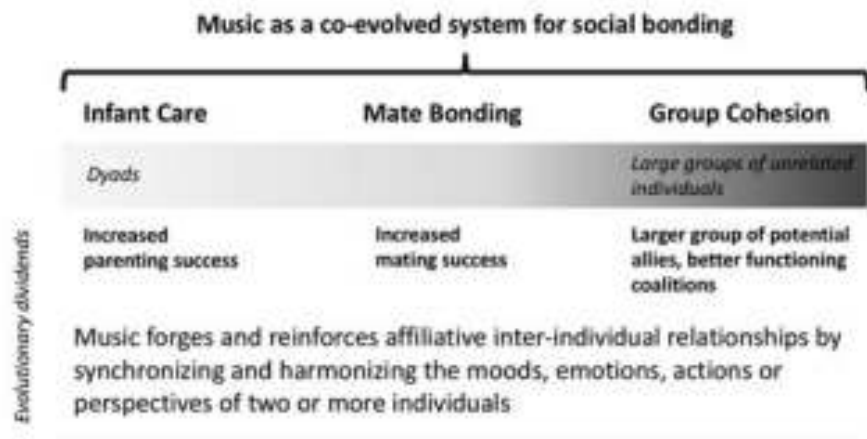 Music as a co-evolved system for social bonding
Infant Care
Mate Bonding
Group Cohesion
Dyads
Large groups of unrelated
individuals
Evolutionary dividends
Increased
parenting success
Increased
mating success
Larger group of potential
allies, better functioning
coalitions
Music forges and reinforces affiliative inter-individual relationships by
synchronizing and harmonizing the moods, emotions, actions or
perspectives of two or more individuals